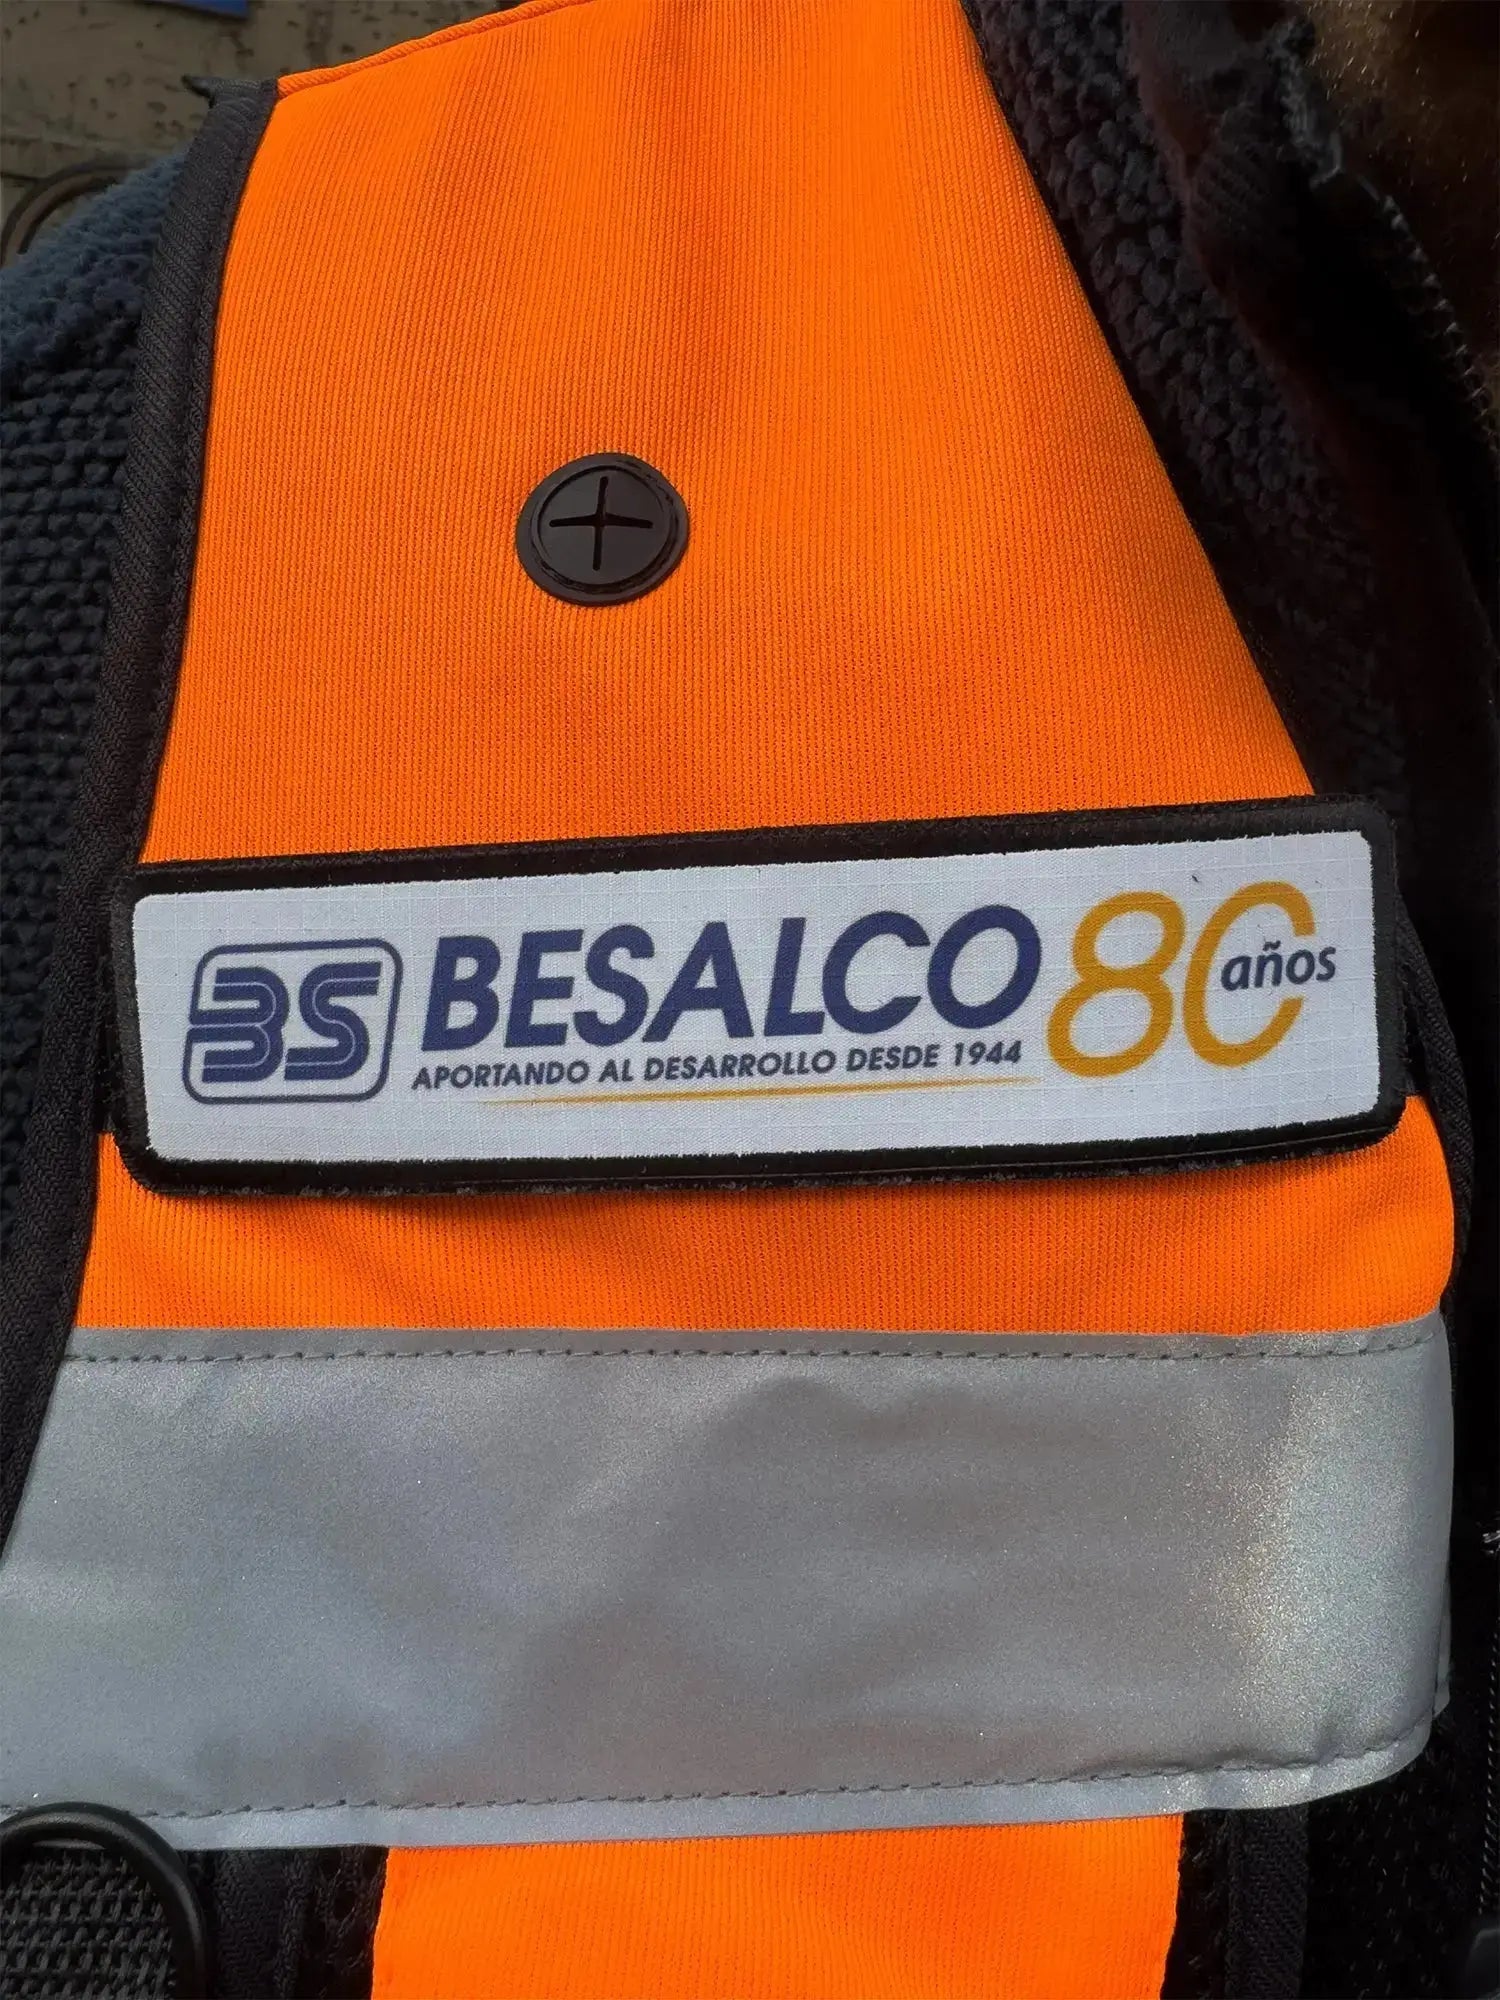 BS BESALCO 80 años
APORTANDO AL DESARROLLO DESDE 1944